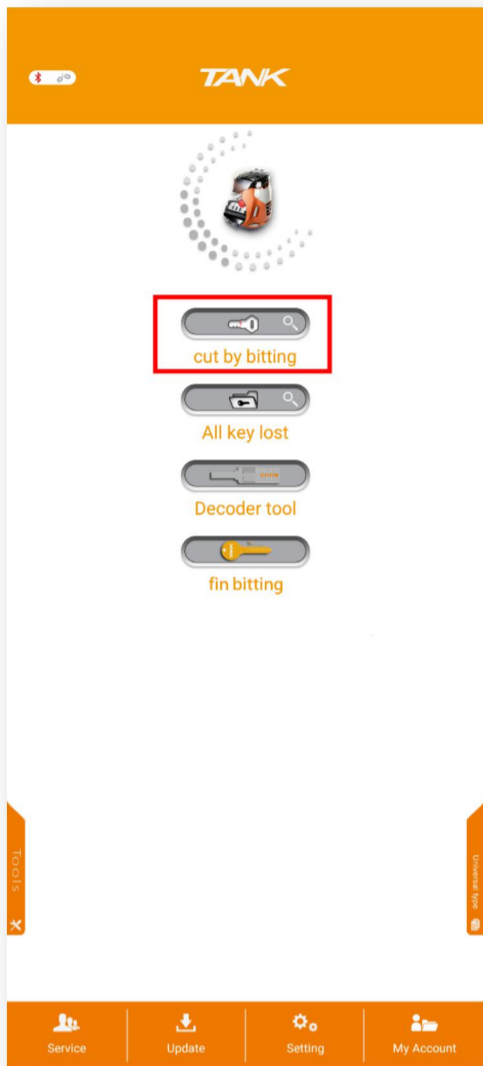 TANK
cut by bitting
All key lost
Decoder tool
fin bitting
Tools
Universal type
Service
Update
Setting
My Account